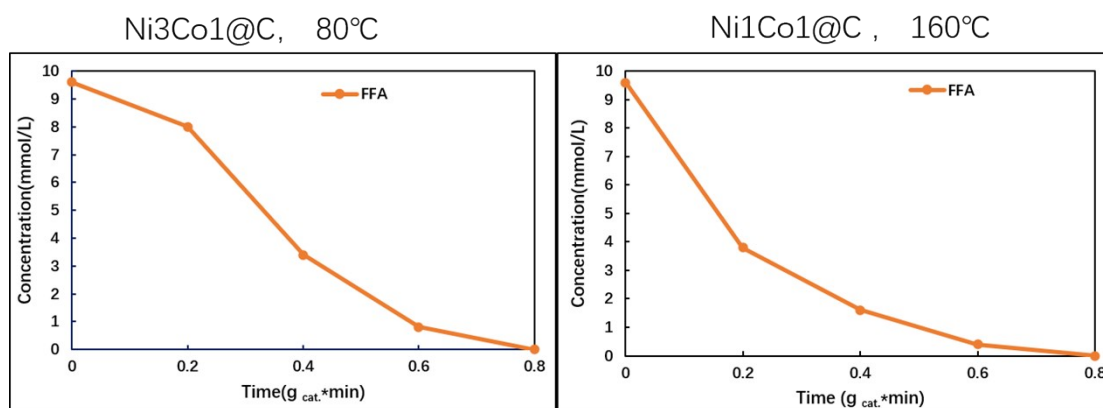 Ni3Co1@C,    80℃
10
9
8
7
6
5
4
3
2
1
0
Concentration(mmol/L)
FFA
0 0.2 0.4 0.6 0.8
Time(g cat.*min)
Ni1Co1@C ,    160℃
10
9
8
7
6
5
4
3
2
1
0
Concentration(mmol/L)
FFA
0 0.2 0.4 0.6 0.8
Time (g cat.*min)